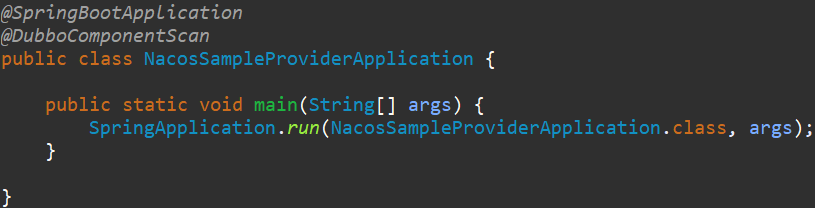 @SpringBootApplication
@DubboComponentScan
public class NacosSampleProviderApplication {
    public static void main(String[] args) {
        SpringApplication.run(NacosSampleProviderApplication.class, args);
    }
}